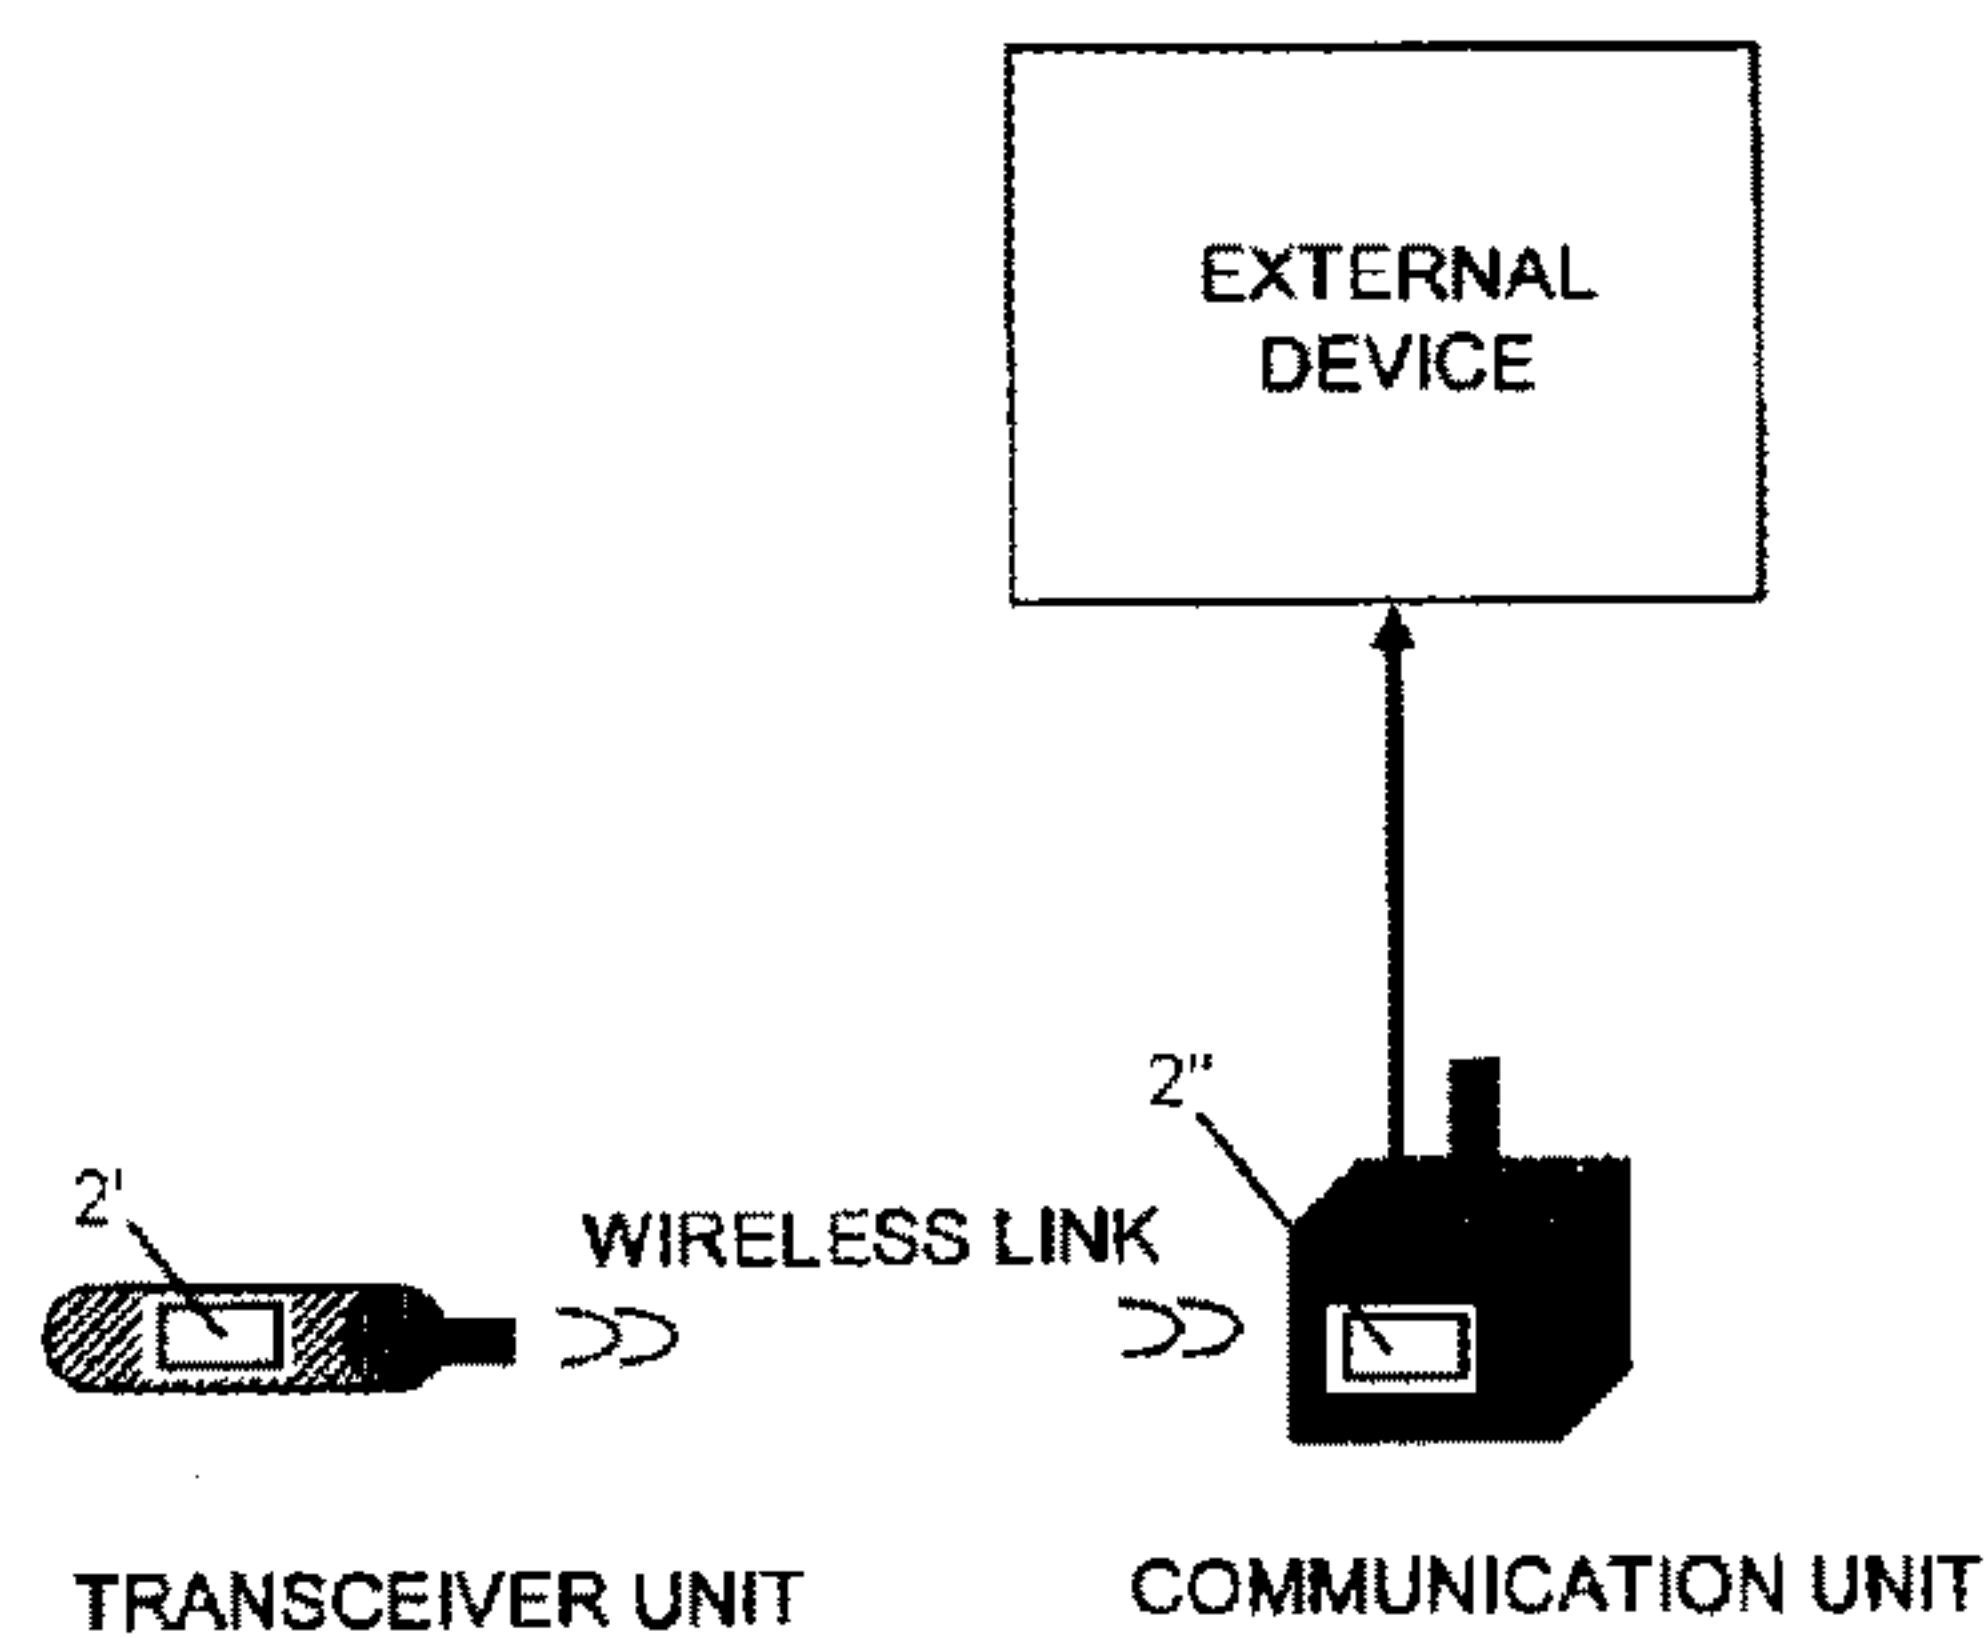 EXTERNAL
DEVICE
2"
2'
WIRELESS LINK
TRANSCEIVER UNIT
COMMUNICATION UNIT